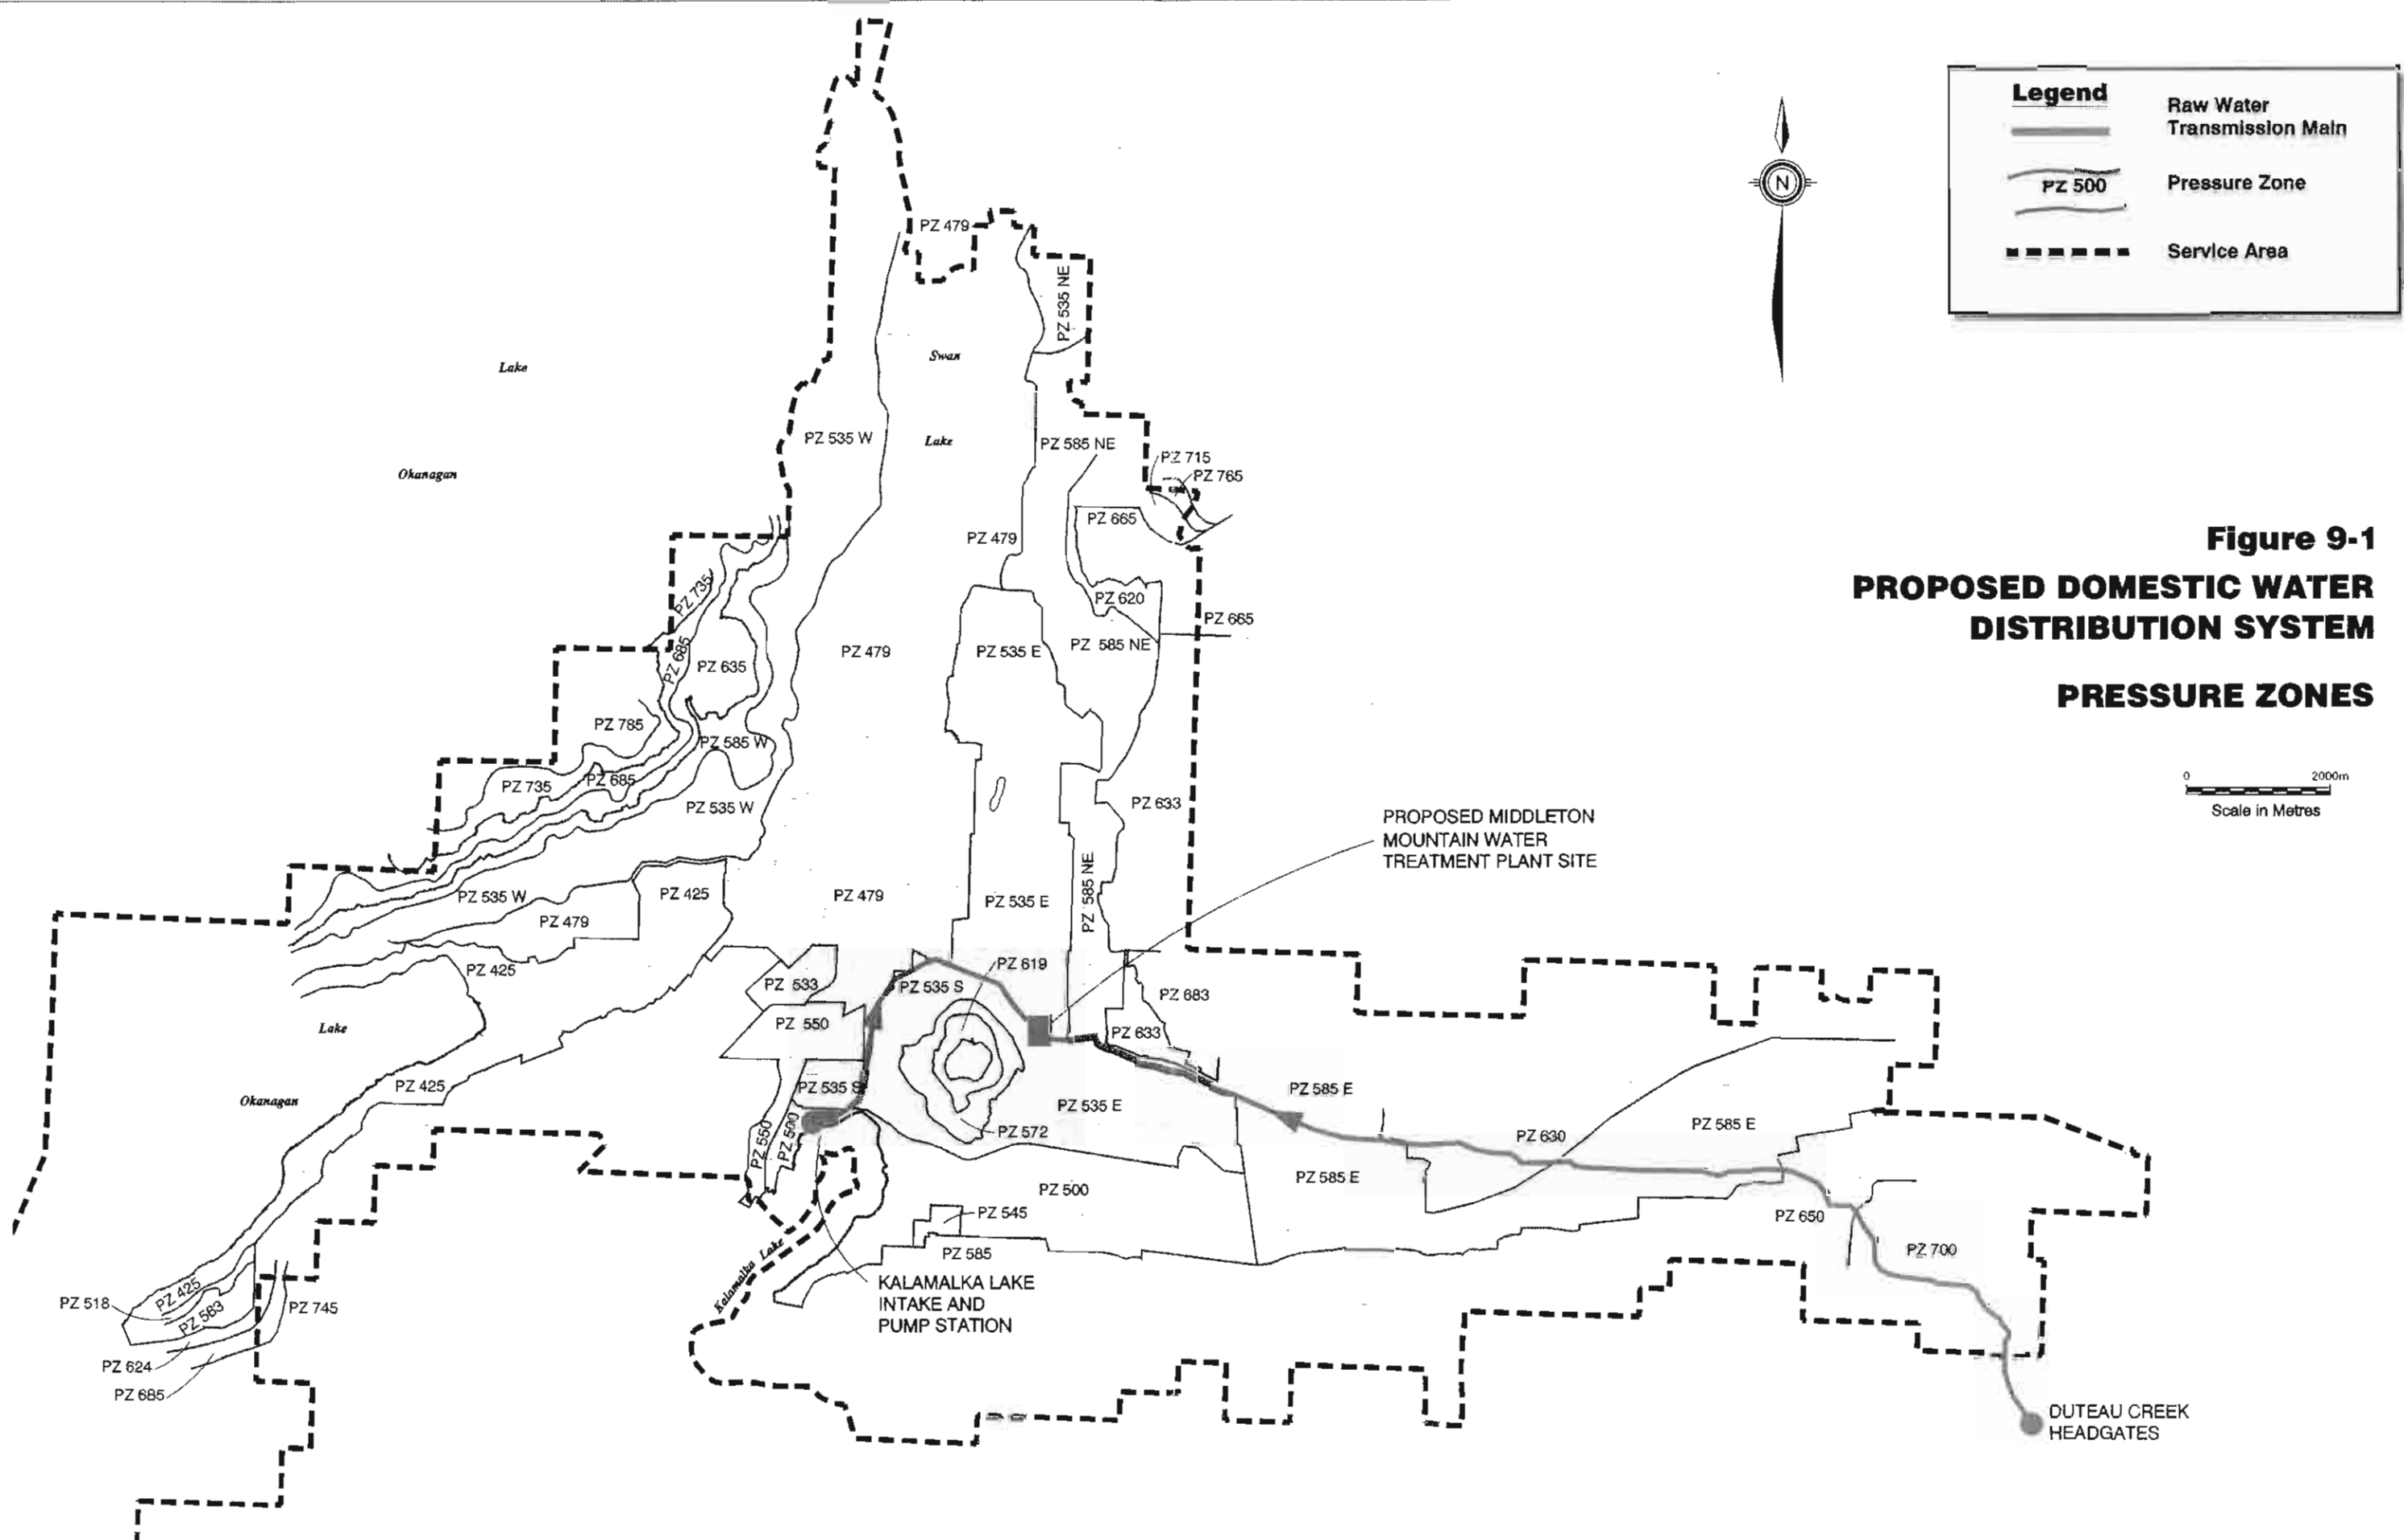 Legend
Raw Water
Transmission Main
PZ 500
Pressure Zone
Service Area
N
Figure 9-1
PROPOSED DOMESTIC WATER
DISTRIBUTION SYSTEM
PRESSURE ZONES
0 2000m
Scale in Metres
PZ 479
PZ 535 NE
Swan
Lake
Lake
Okanagan
PZ 535 W
PZ 585 NE
PZ 715
PZ 765
PZ 665
PZ 479
PZ 735
PZ 620
PZ 665
PZ 685
PZ 635
PZ 479
PZ 535 E
PZ 585 NE
PZ 785
PZ 585 W
PZ 735
PZ 685
PZ 535 W
PZ 633
PROPOSED MIDDLETON
MOUNTAIN WATER
TREATMENT PLANT SITE
PZ 535 W
PZ 425
PZ 479
PZ 479
PZ 535 E
PZ 585 NE
PZ 425
PZ 533
PZ 535 S
PZ 619
PZ 683
Lake
PZ 550
PZ 633
Okanagan
PZ 425
PZ 535 S
PZ 535 E
PZ 585 E
PZ 550
PZ 500
PZ 572
PZ 630
PZ 585 E
PZ 500
PZ 585 E
PZ 545
PZ 650
PZ 585
PZ 700
Kalamalka Lake
KALAMALKA LAKE
INTAKE AND
PUMP STATION
PZ 425
PZ 518
PZ 563
PZ 745
PZ 624
PZ 685
DUTEAU CREEK
HEADGATES